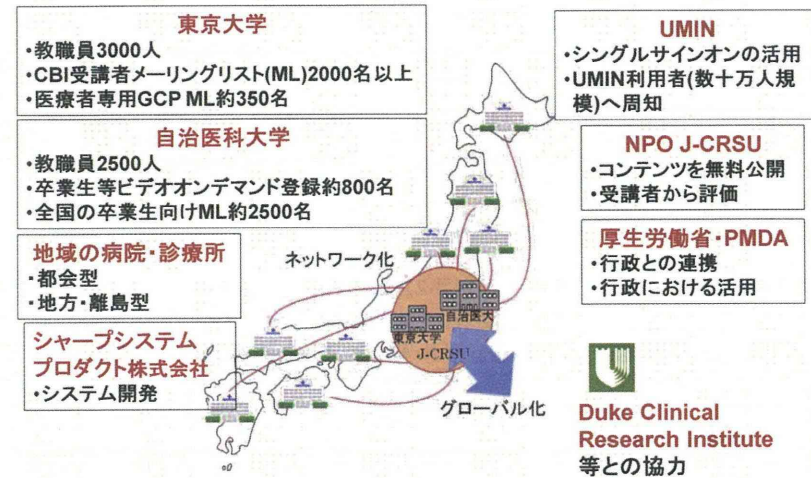 東京大学
・教職員3000人
・CBI受講者メーリングリスト(ML)2000名以上
・医療者専用GCP ML約350名
自治医科大学
・教職員2500人
・卒業生等ビデオオンデマンド登録約800名
・全国の卒業生向けML約2500名
地域の病院・診療所
・都会型
・地方・離島型
シャープシステム
プロダクト株式会社
・システム開発
ネットワーク化
自治医大
東京大学
J-CRSU
グローバル化
UMIN
・シングルサインオンの活用
・UMIN利用者(数十万人規
模)へ周知
NPO J-CRSU
・コンテンツを無料公開
・受講者から評価
厚生労働省・PMDA
・行政との連携
・行政における活用
Duke Clinical
Research Institute
等との協力